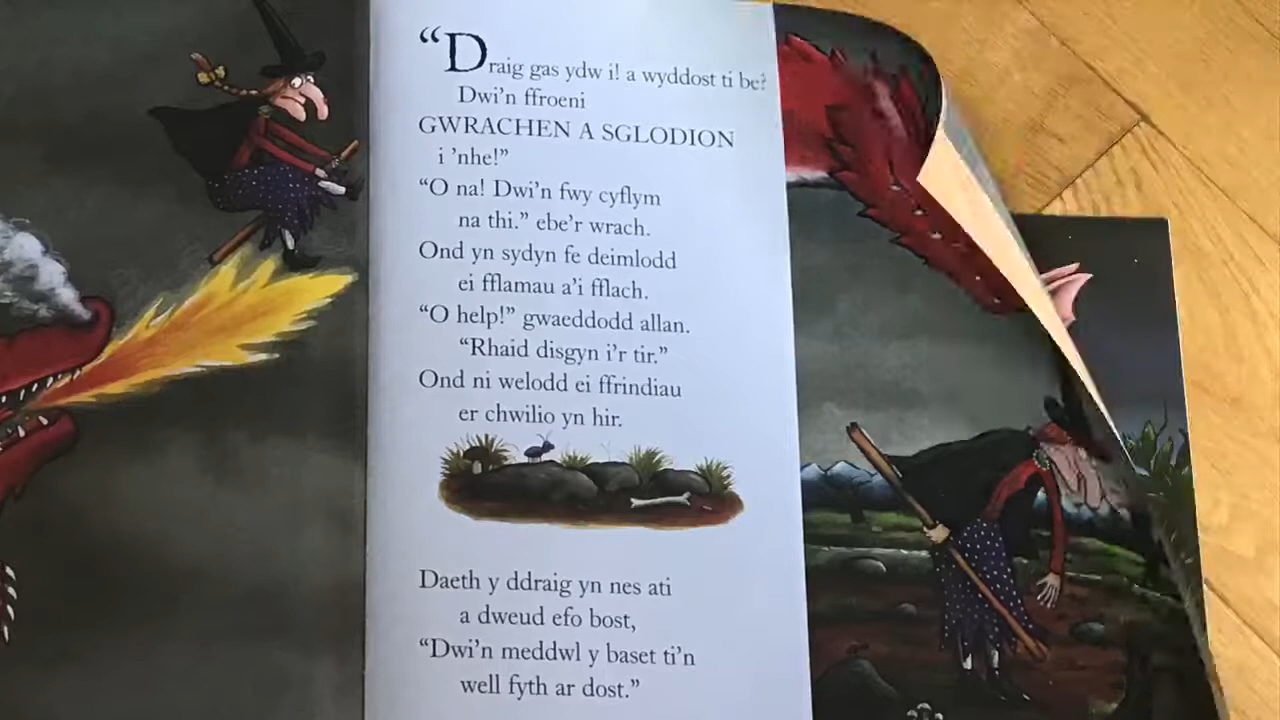 “Draig gas ydw i! a wyddost ti be?
Dwi’n ffroeni
GWRACHEN A SGLODION
i ’nhe!”
“O na! Dwi’n fwy cyflym
na thi.” ebe’r wrach.
Ond yn sydyn fe deimlodd
ei fflamau a’i fflach.
“O help!” gwaeddodd allan.
“Rhaid disgyn i’r tir.”
Ond ni welodd ei ffrindiau
er chwilio yn hir.
Daeth y ddraig yn nes ati
a dweud efo bost,
“Dwi’n meddwl y baset ti’n
well fyth ar dost.”